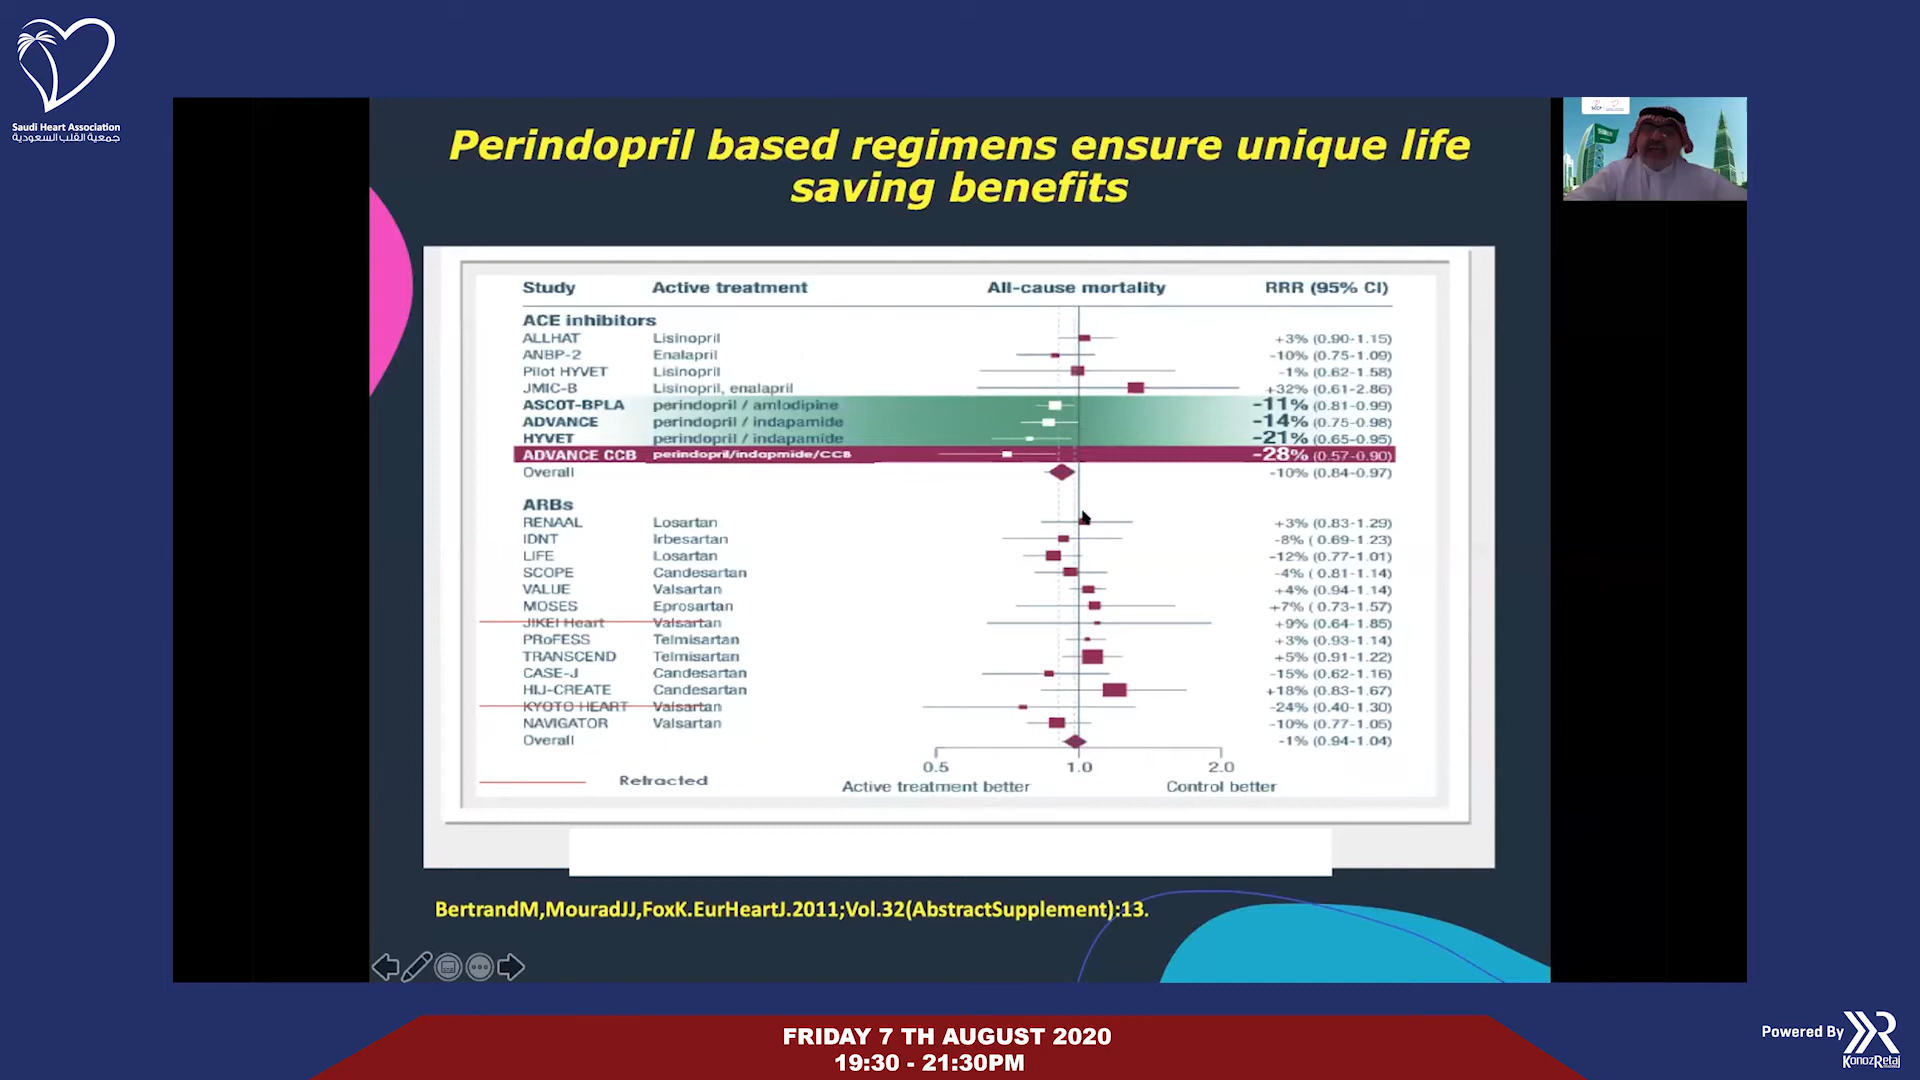 Saudi Heart Association
جمعية القلب السعودية
Perindopril based regimens ensure unique life
saving benefits
Study Active treatment All-cause mortality RRR (95% CI)
ACE inhibitors
ALLHAT Lisinopril +3% (0.90-1.15)
ANBP-2 Enalapril -10% (0.75-1.09)
Pilot HYVET Lisinopril -1% (0.62-1.58)
JMIC-B Lisinopril, enalapril +32% (0.61-2.86)
ASCOT-BPLA perindopril / amlodipine -11% (0.81-0.99)
ADVANCE perindopril / indapamide -14% (0.75-0.98)
HYVET perindopril / indapamide -21% (0.65-0.95)
ADVANCE CCB perindopril/indapmide/CCB -28% (0.57-0.90)
Overall -10% (0.84-0.97)
ARBs
RENAAL Losartan +3% (0.83-1.29)
IDNT Irbesartan -8% ( 0.69-1.23)
LIFE Losartan -12% (0.77-1.01)
SCOPE Candesartan -4% ( 0.81-1.14)
VALUE Valsartan +4% (0.94-1.14)
MOSES Eprosartan +7% ( 0.73-1.57)
JIKEI Heart Valsartan +9% (0.64-1.85)
PRoFESS Telmisartan +3% (0.93-1.14)
TRANSCEND Telmisartan +5% (0.91-1.22)
CASE-J Candesartan -15% (0.62-1.16)
HIJ-CREATE Candesartan +18% (0.83-1.67)
KYOTO HEART Valsartan -24% (0.40-1.30)
NAVIGATOR Valsartan -10% (0.77-1.05)
Overall -1% (0.94-1.04)
0.5 1.0 2.0
Retracted
Active treatment better Control better
BertrandM,MouradJJ,FoxK.EurHeartJ.2011;Vol.32(AbstractSupplement):13.
FRIDAY 7 TH AUGUST 2020
19:30 - 21:30PM
Powered By
KonozRetaj